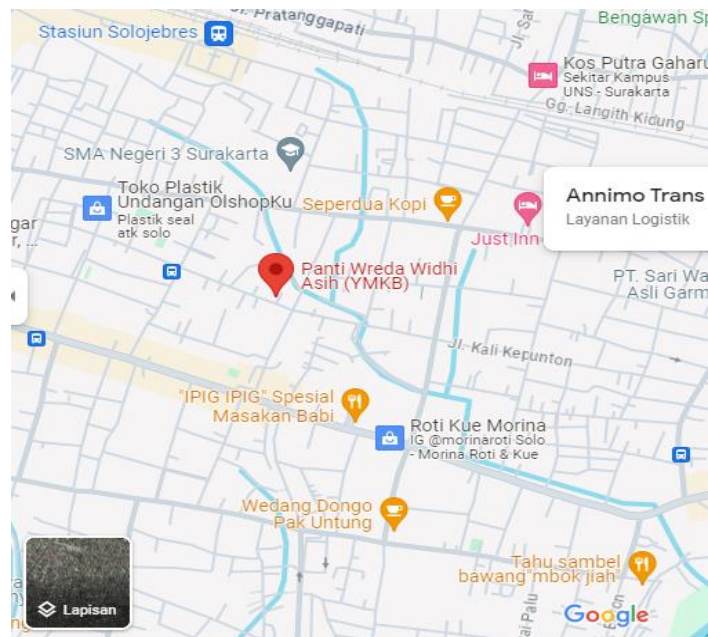 Jl. Pratanggapati
Stasiun Solojebres
Bengawan Sp
Kos Putra Gaharu
Sekitar Kampus
UNS - Surakarta
Gg. Langith Kidung
SMA Negeri 3 Surakarta
Toko Plastik
Undangan OlshopKu
Plastik seal
atk solo
Seperdua Kopi
Just Inn
Annimo Trans
Layanan Logistik
gar
r, ...
Panti Wreda Widhi
Asih (YMKB)
PT. Sari Wa
Asli Garm
Jl. Kali Kepunton
"IPIG IPIG" Spesial
Masakan Babi
Roti Kue Morina
IG @morinaroti Solo
- Morina Roti & Kue
Wedang Dongo
Pak Untung
Tahu sambel
bawang"mbok jiah
ai Palu
Lapisan
Google